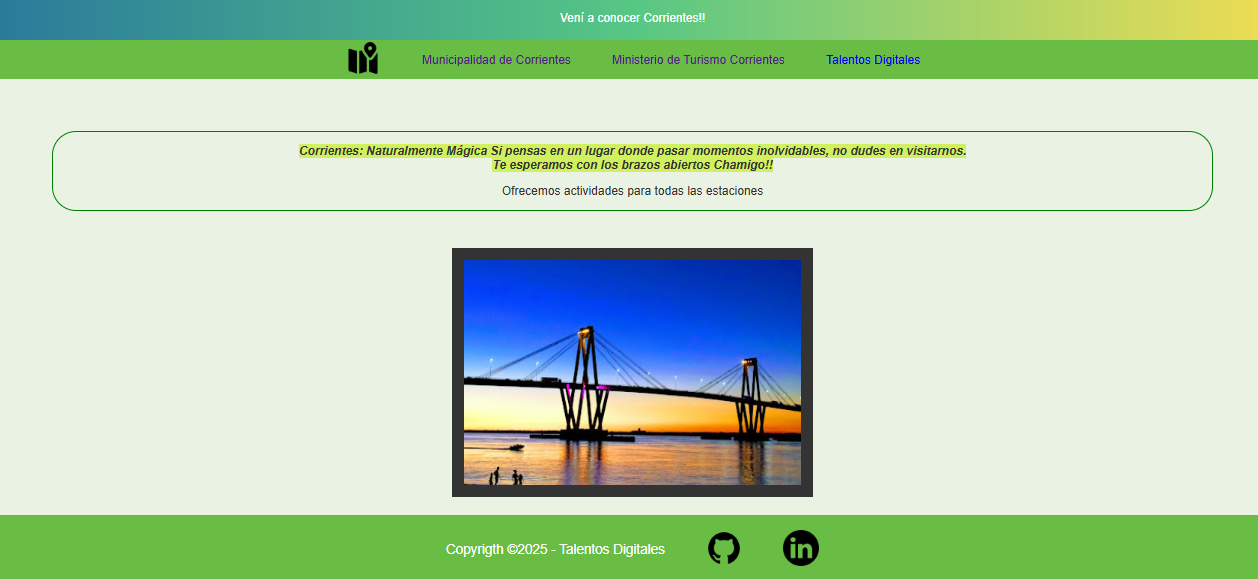 Vení a conocer Corrientes!!
Municipalidad de Corrientes Ministerio de Turismo Corrientes Talentos Digitales
Corrientes: Naturalmente Mágica Si pensas en un lugar donde pasar momentos inolvidables, no dudes en visitarnos.
Te esperamos con los brazos abiertos Chamigo!!
Ofrecemos actividades para todas las estaciones
Copyrigth ©2025 - Talentos Digitales
in